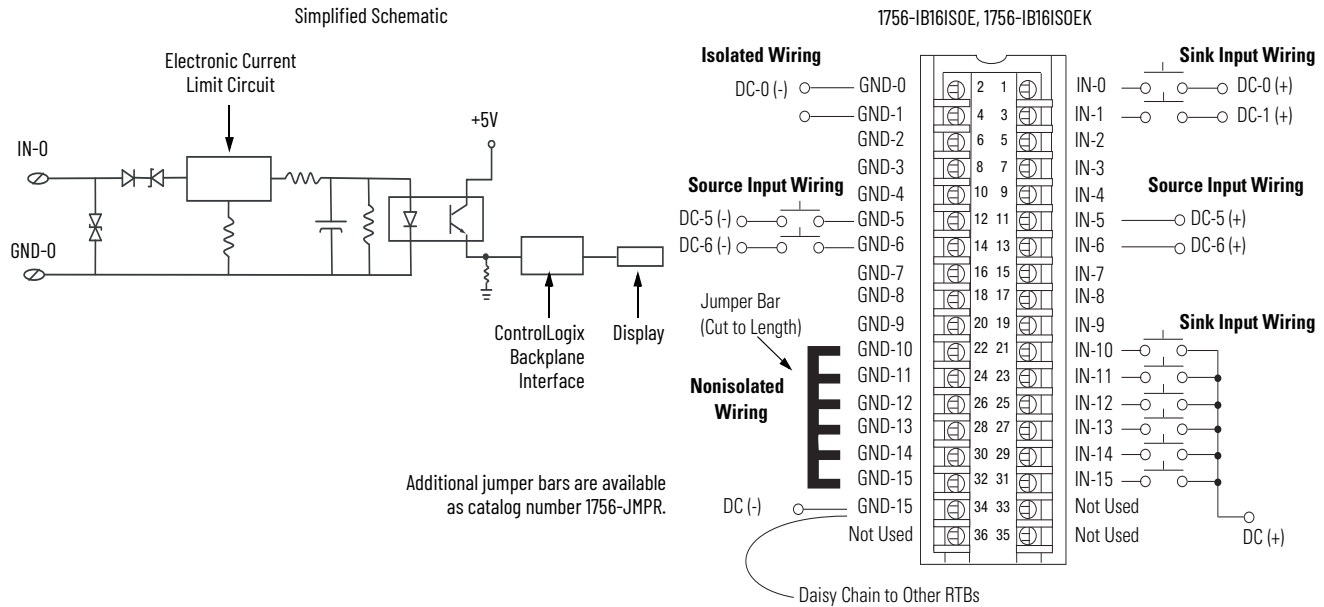 Simplified Schematic
Electronic Current
Limit Circuit
+5V
IN-0
GND-0
ControlLogix
Backplane
Interface
Display
Additional jumper bars are available
as catalog number 1756-JMPR.
1756-IB16ISOE, 1756-IB16ISOEK
Isolated Wiring
Sink Input Wiring
DC-0 (-) GND-0 2 1 IN-0 DC-0 (+)
GND-1 4 3 IN-1 DC-1 (+)
GND-2 6 5 IN-2
GND-3 8 7 IN-3
Source Input Wiring GND-4 10 9 IN-4 Source Input Wiring
DC-5 (-) GND-5 12 11 IN-5 DC-5 (+)
DC-6 (-) GND-6 14 13 IN-6 DC-6 (+)
GND-7 16 15 IN-7
GND-8 18 17 IN-8
Jumper Bar
(Cut to Length)
GND-9 20 19 IN-9 Sink Input Wiring
GND-10 22 21 IN-10
GND-11 24 23 IN-11
Nonisolated
Wiring
GND-12 26 25 IN-12
GND-13 28 27 IN-13
GND-14 30 29 IN-14
GND-15 32 31 IN-15
DC (-) GND-15 34 33 Not Used
Not Used 36 35 Not Used DC (+)
Daisy Chain to Other RTBs